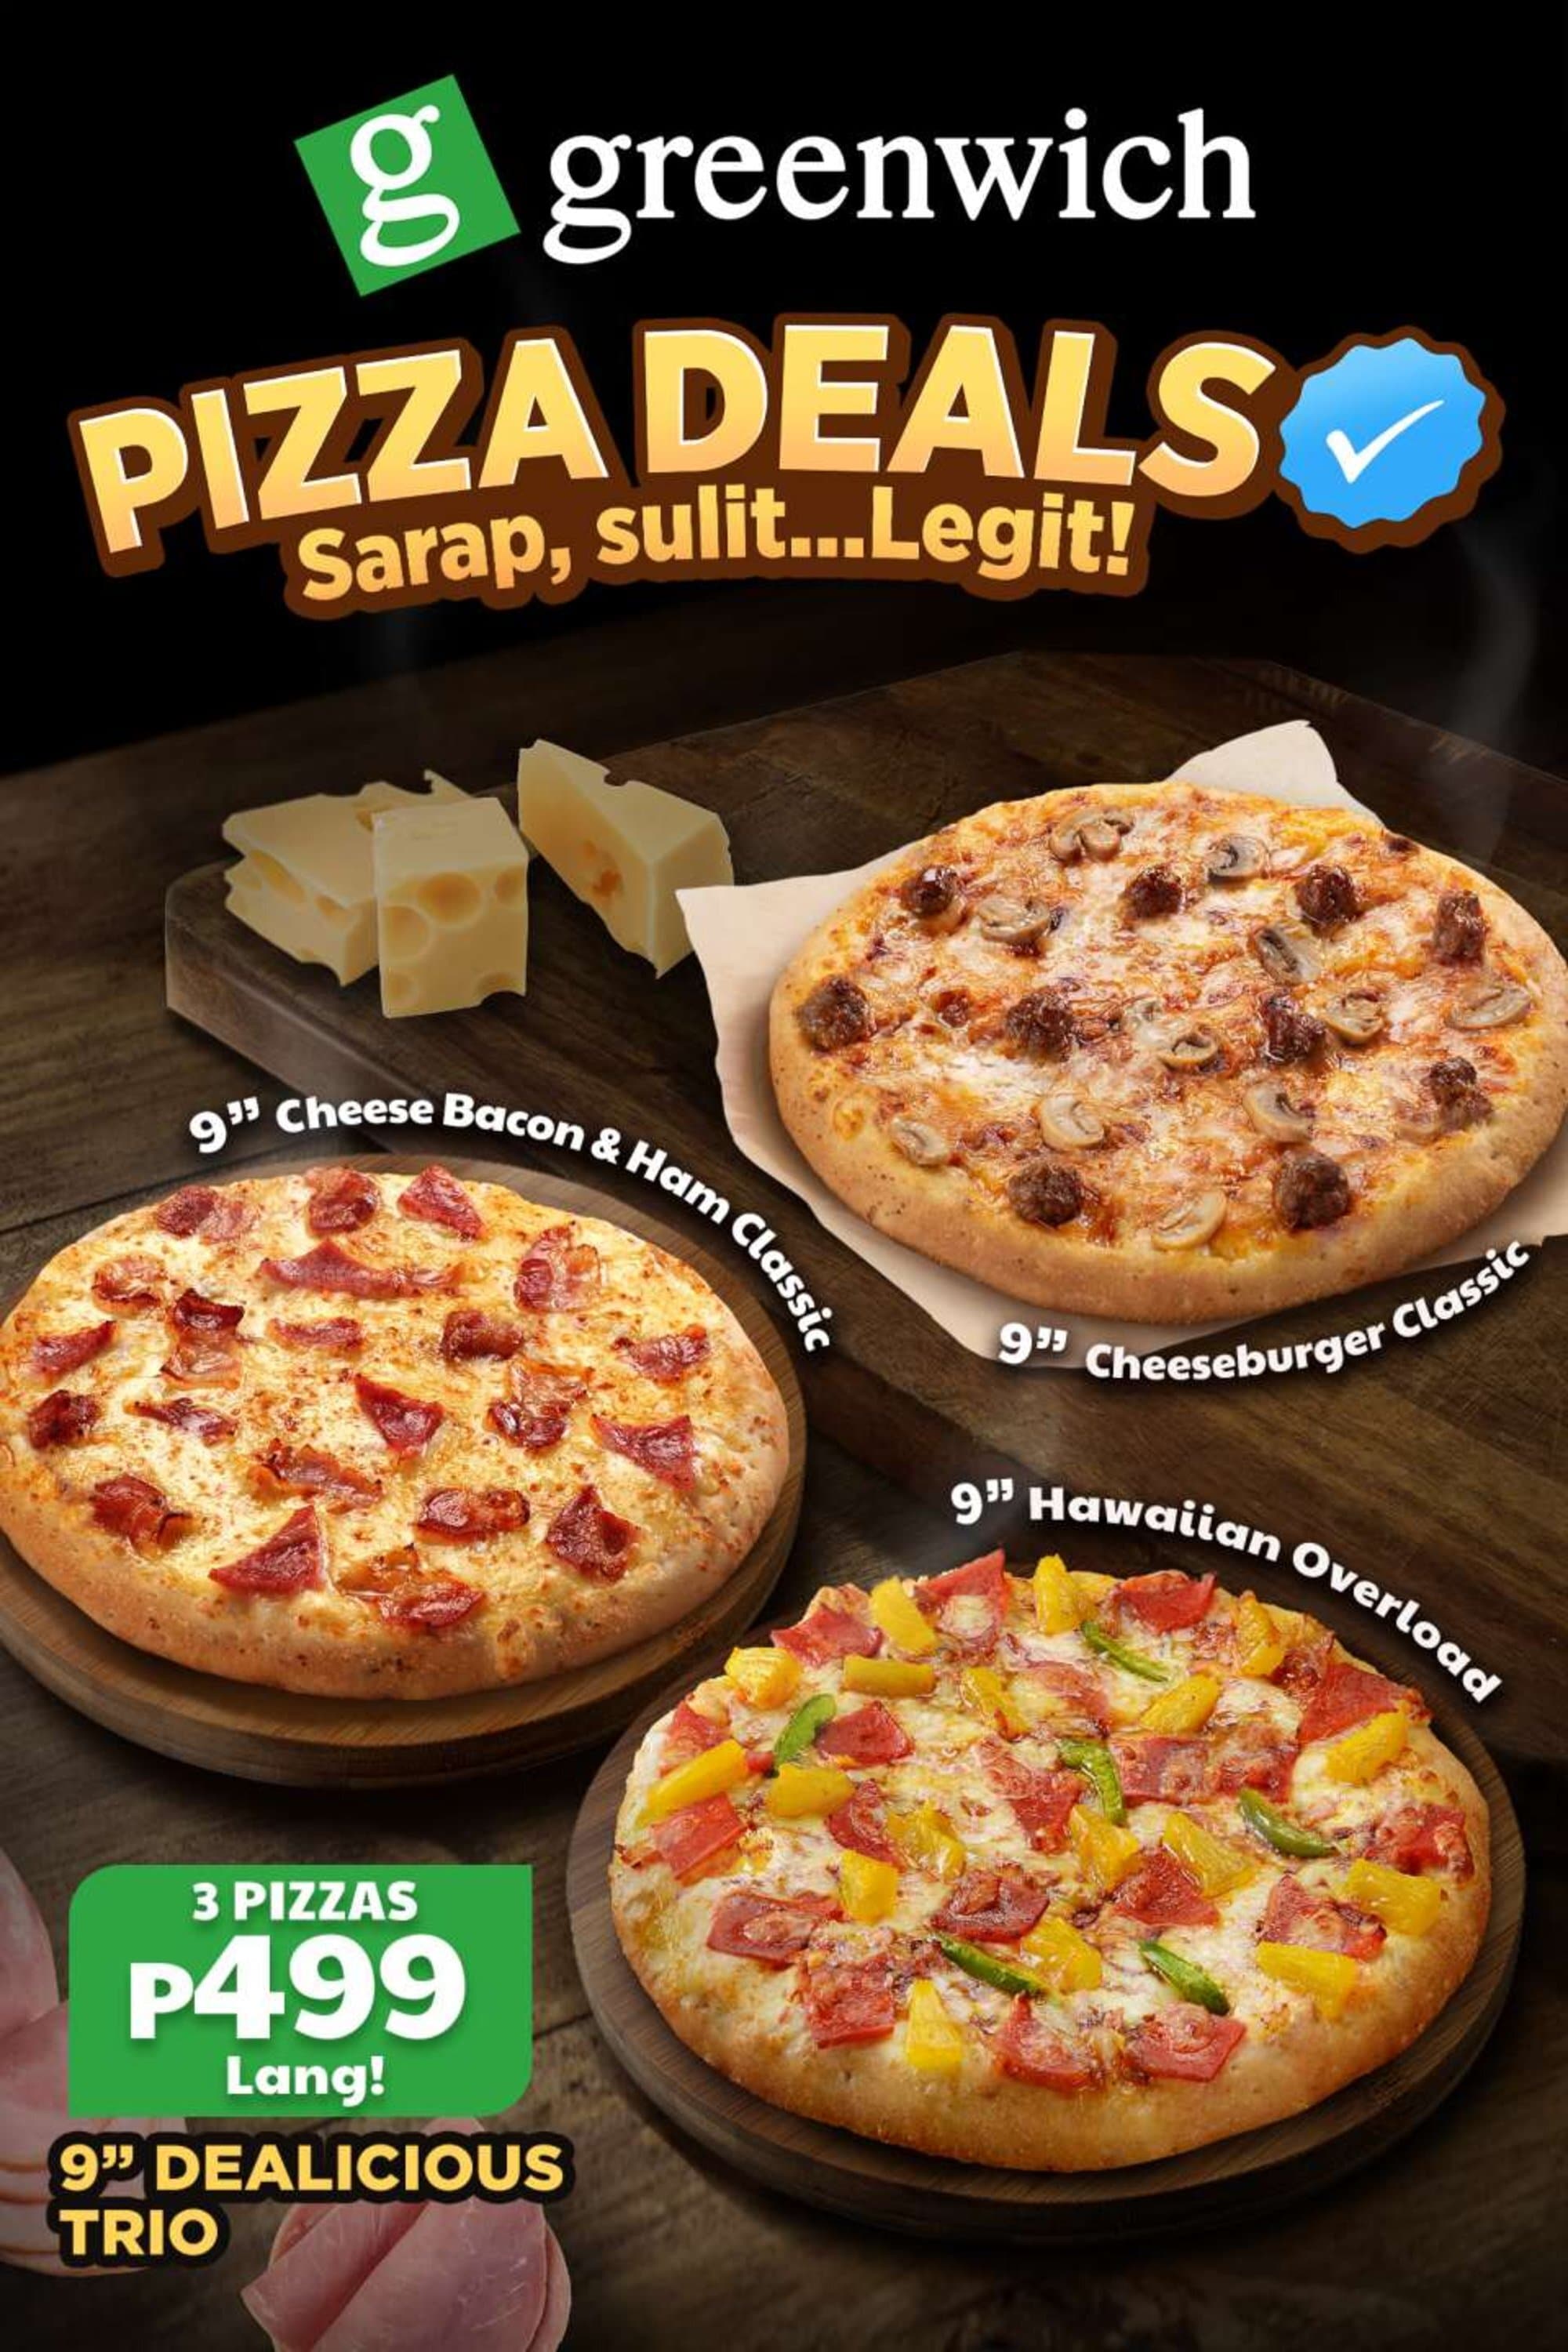 g greenwich
PIZZA DEALS
Sarap, sulit...Legit!
9” Cheese Bacon & Ham Classic
9” Cheeseburger Classic
9” Hawaiian Overload
3 PIZZAS
P499
Lang!
9” DEALICIOUS
TRIO